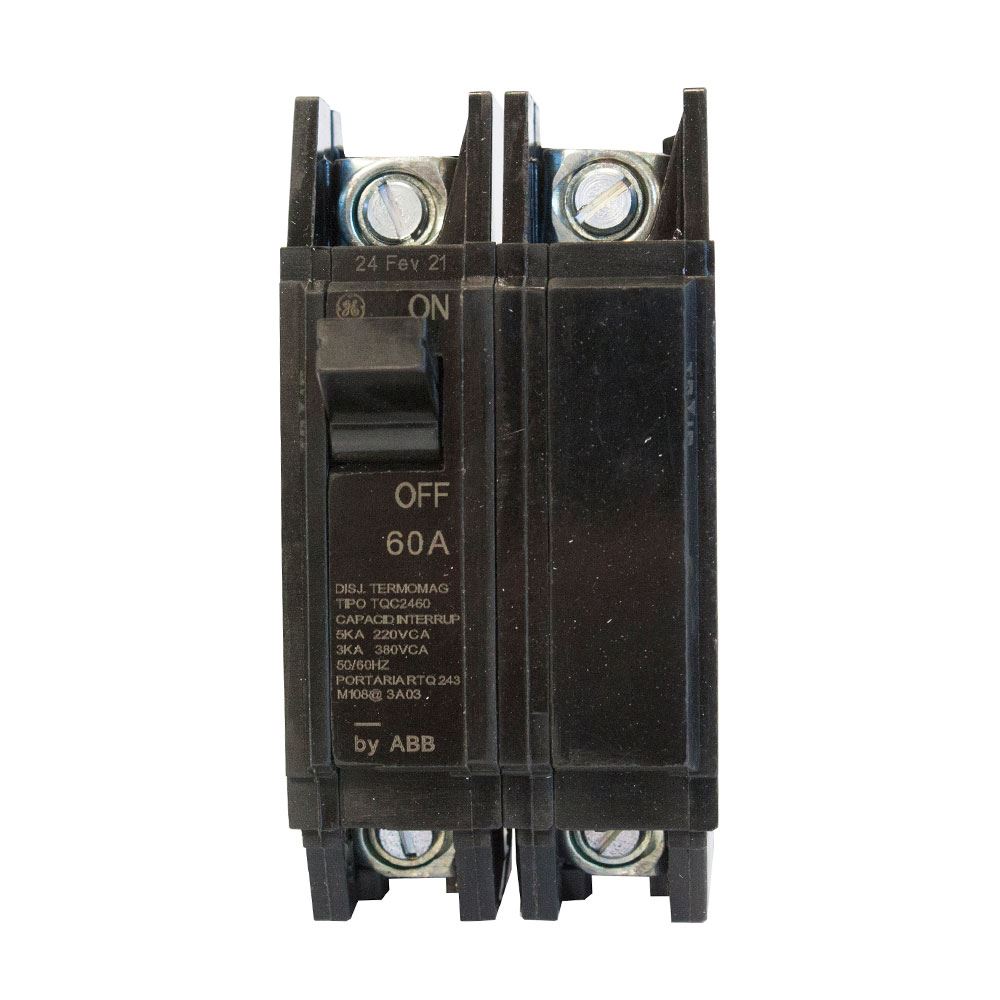 24 Fev 21
GE ON
OFF
60A
DISJ. TERMOMAG
TIPO TQC2460
CAPACID.INTERRUP
5KA 220VCA
3KA 380VCA
50/60HZ
PORTARIA RTQ 243
M108@ 3A03
by ABB